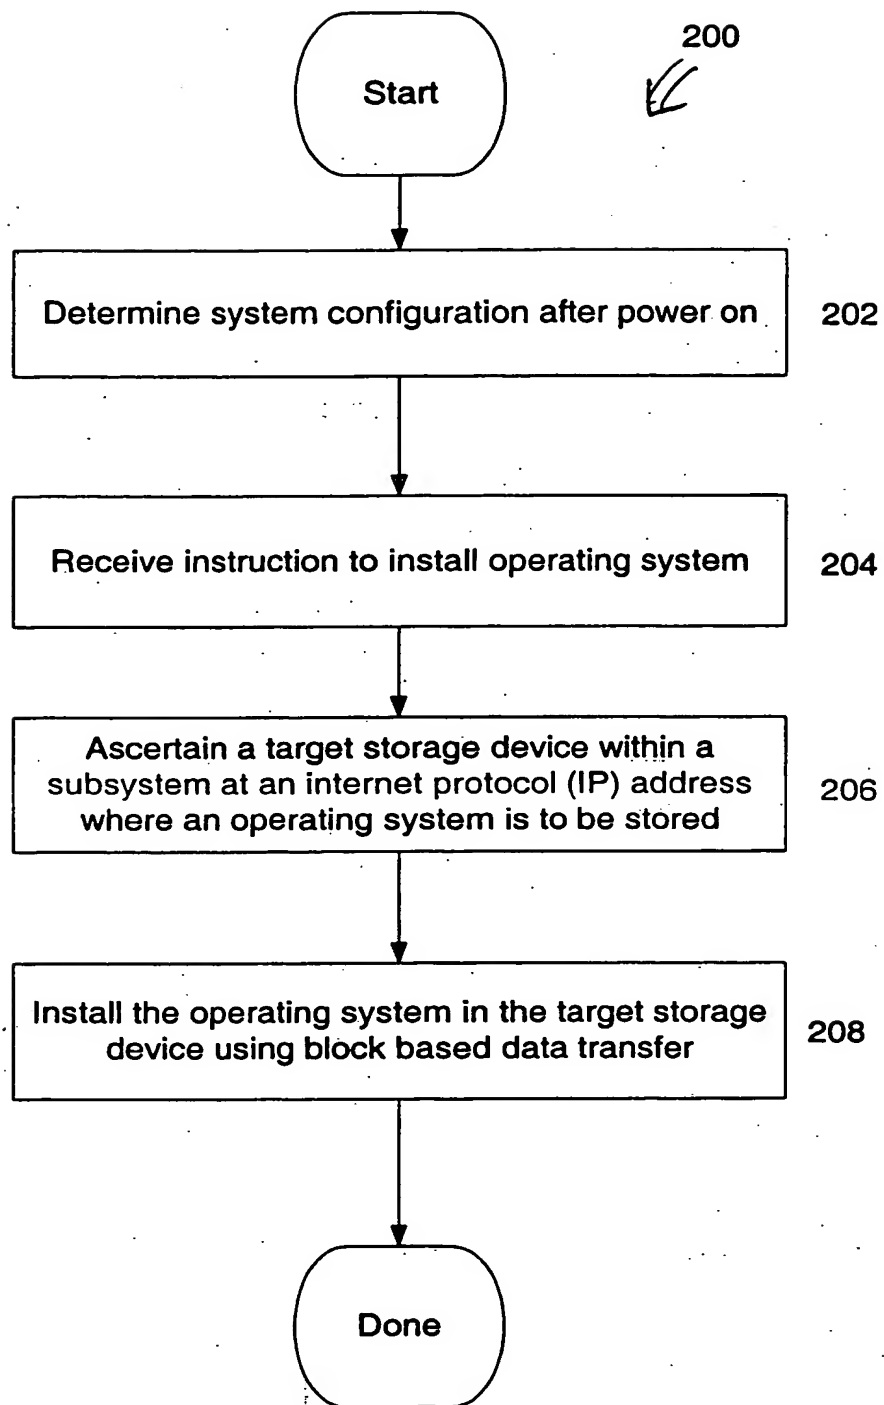 200
Start
Determine system configuration after power on
202
Receive instruction to install operating system
204
Ascertain a target storage device within a
subsystem at an internet protocol (IP) address
where an operating system is to be stored
206
Install the operating system in the target storage
device using block based data transfer
208
Done